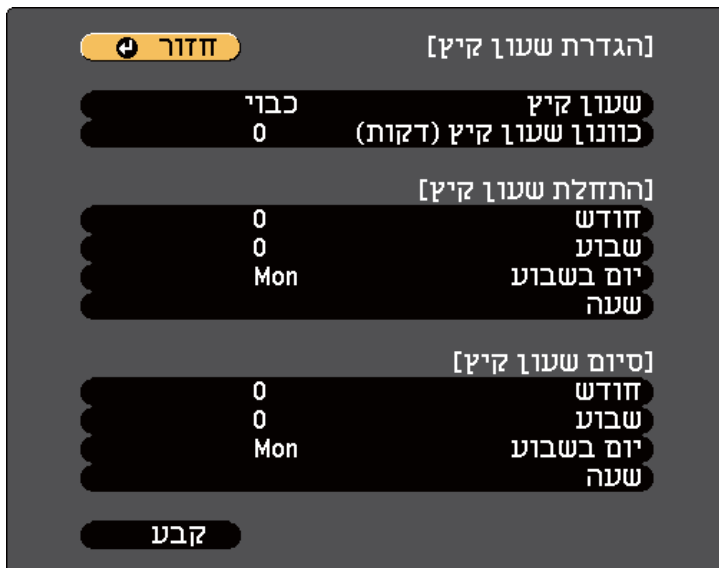 [הגדרת שעון קיץ] חזור
שעון קיץ כבוי
כוונון שעון קיץ (דקות) 0
[התחלת שעון קיץ]
חודש 0
שבוע 0
יום בשבוע Mon
שעה
[סיום שעון קיץ]
חודש 0
שבוע 0
יום בשבוע Mon
שעה
קבע